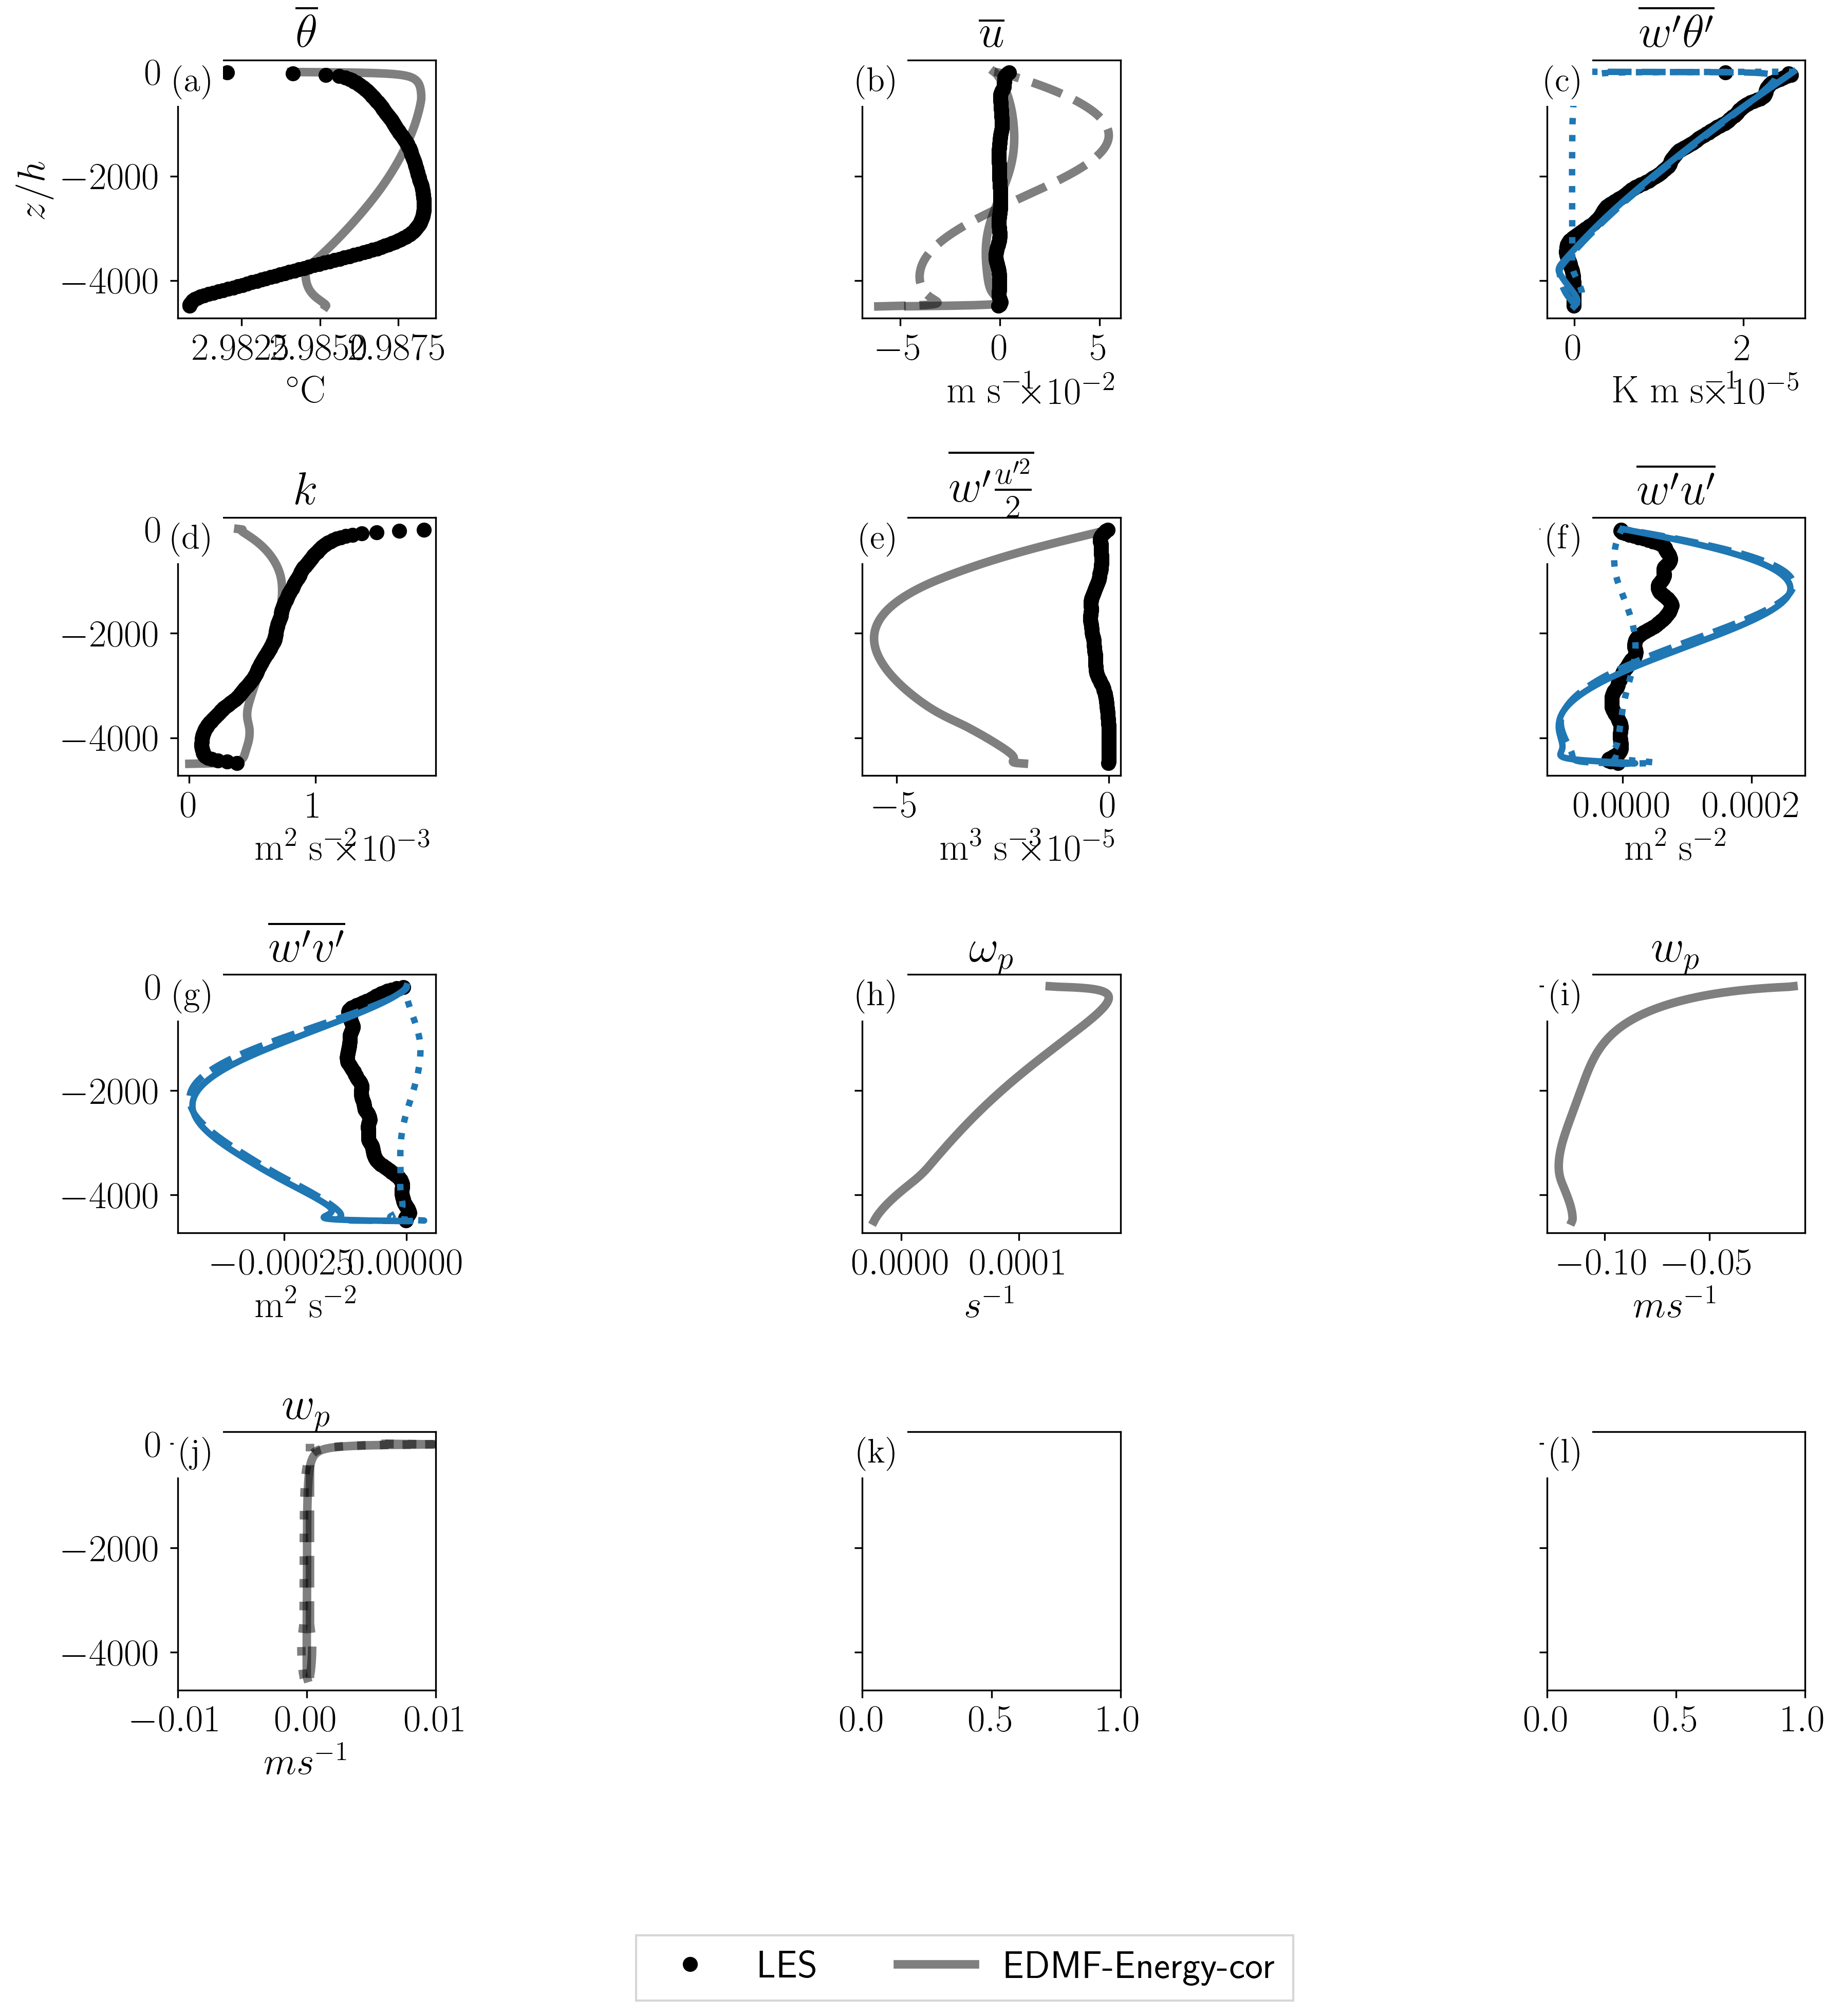 θ̅ u̅ w′θ′
0 (a) (b) (c)
z/h
−2000
−4000
2.9825 2.9850 2.9875 −5 0 5 0 2
°C m s⁻¹ ×10⁻² K m s⁻¹ ×10⁻⁵
k w′u′²/2 w′u′
0 (d) (e) (f)
−2000
−4000
0 1 −5 0 0.0000 0.0002
m² s⁻² ×10⁻³ m³ s⁻³ ×10⁻⁵ m² s⁻²
w′v′ ωₚ wₚ
0 (g) (h) (i)
−2000
−4000
−0.00025 0.00000 0.0000 0.0001 −0.10 −0.05
m² s⁻² s⁻¹ ms⁻¹
wₚ
0 (j) (k) (l)
−2000
−4000
−0.01 0.00 0.01 0.0 0.5 1.0 0.0 0.5 1.0
ms⁻¹
LES EDMF-Energy-cor